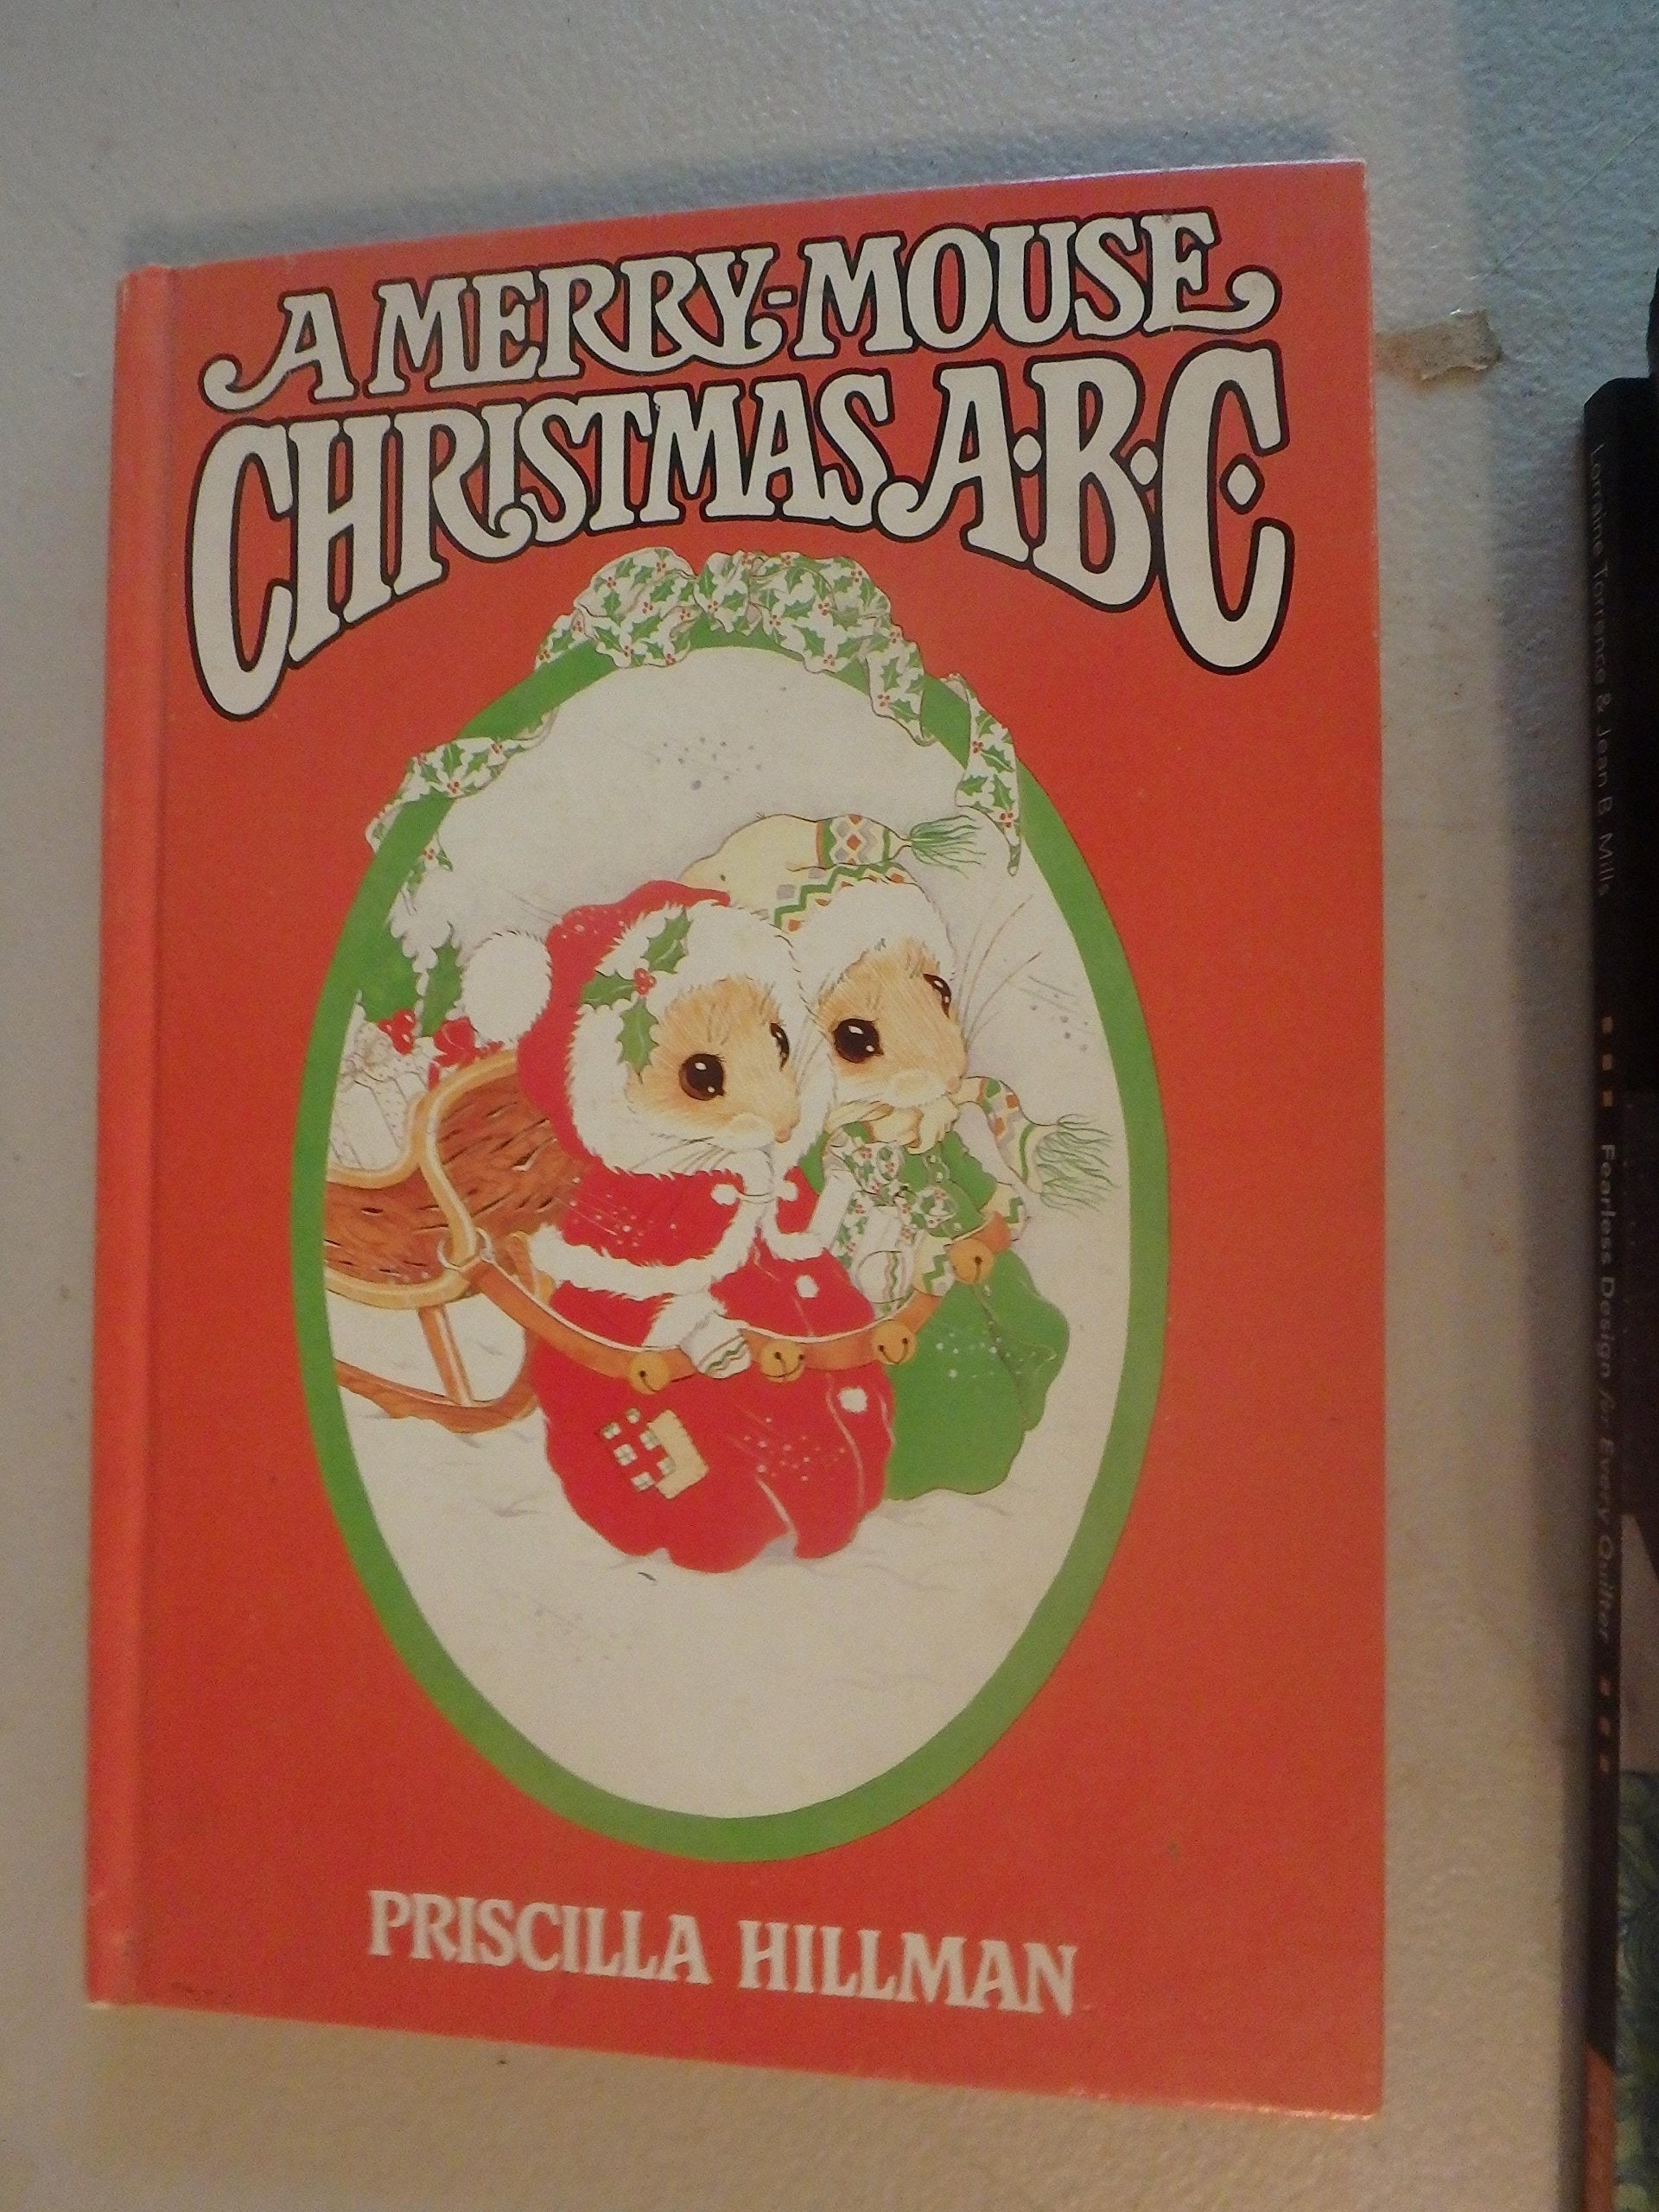 A MERRY-MOUSE
CHRISTMAS A·B·C·
PRISCILLA HILLMAN
Lorraine Torrence & Jean B. Mills
Fearless Design for Every Quilter